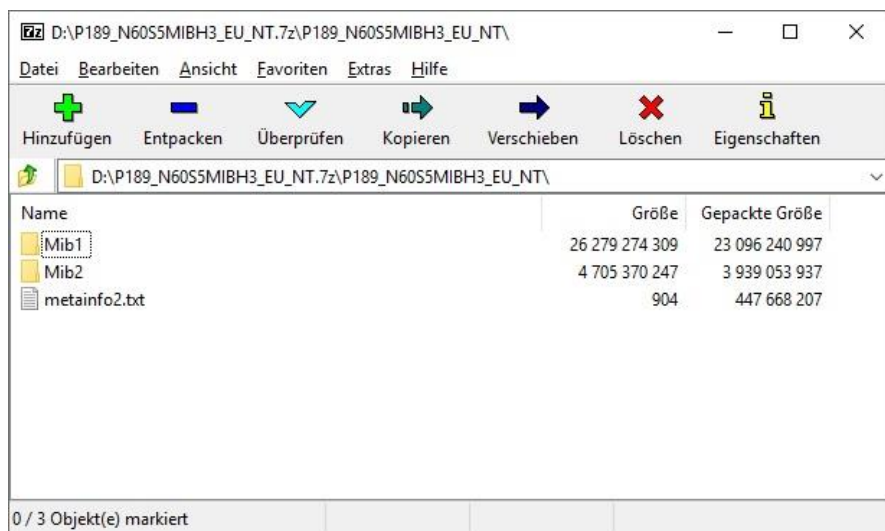 D:\P189_N60S5MIBH3_EU_NT.7z\P189_N60S5MIBH3_EU_NT\
Datei Bearbeiten Ansicht Favoriten Extras Hilfe
Hinzufügen Entpacken Überprüfen Kopieren Verschieben Löschen Eigenschaften
D:\P189_N60S5MIBH3_EU_NT.7z\P189_N60S5MIBH3_EU_NT\
Name Größe Gepackte Größe
Mib1 26 279 274 309 23 096 240 997
Mib2 4 705 370 247 3 939 053 937
metainfo2.txt 904 447 668 207
0 / 3 Objekt(e) markiert